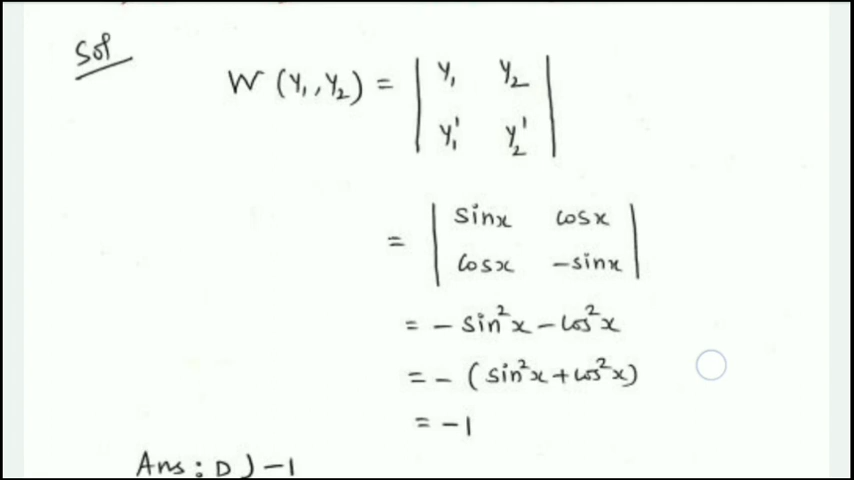 Sol
W (y₁, y₂) = | y₁ y₂ |
| y₁' y₂' |
= | sinx cosx |
| cosx -sinx |
= - sin²x - cos²x
= - (sin²x + cos²x)
= -1
Ans : D) -1